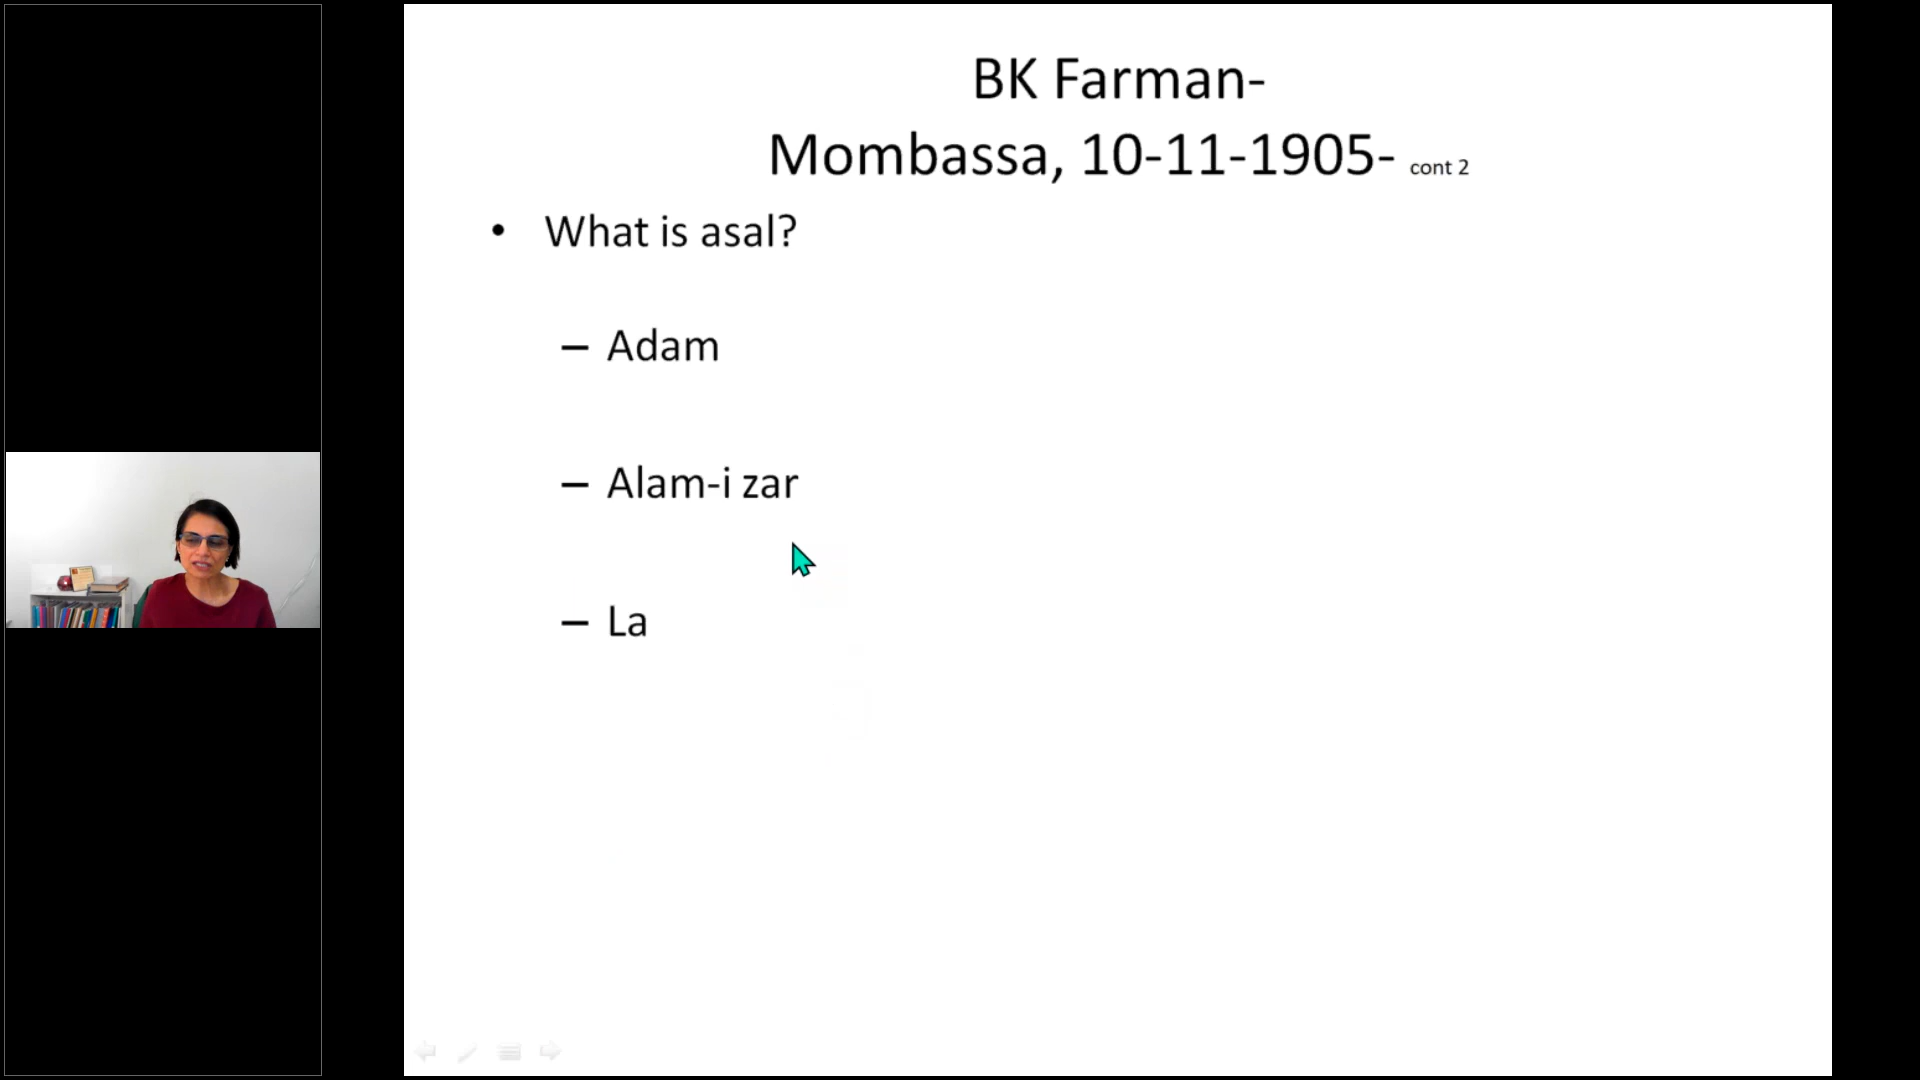 BK Farman-
Mombassa, 10-11-1905- cont 2
• What is asal?
– Adam
– Alam-i zar
– La